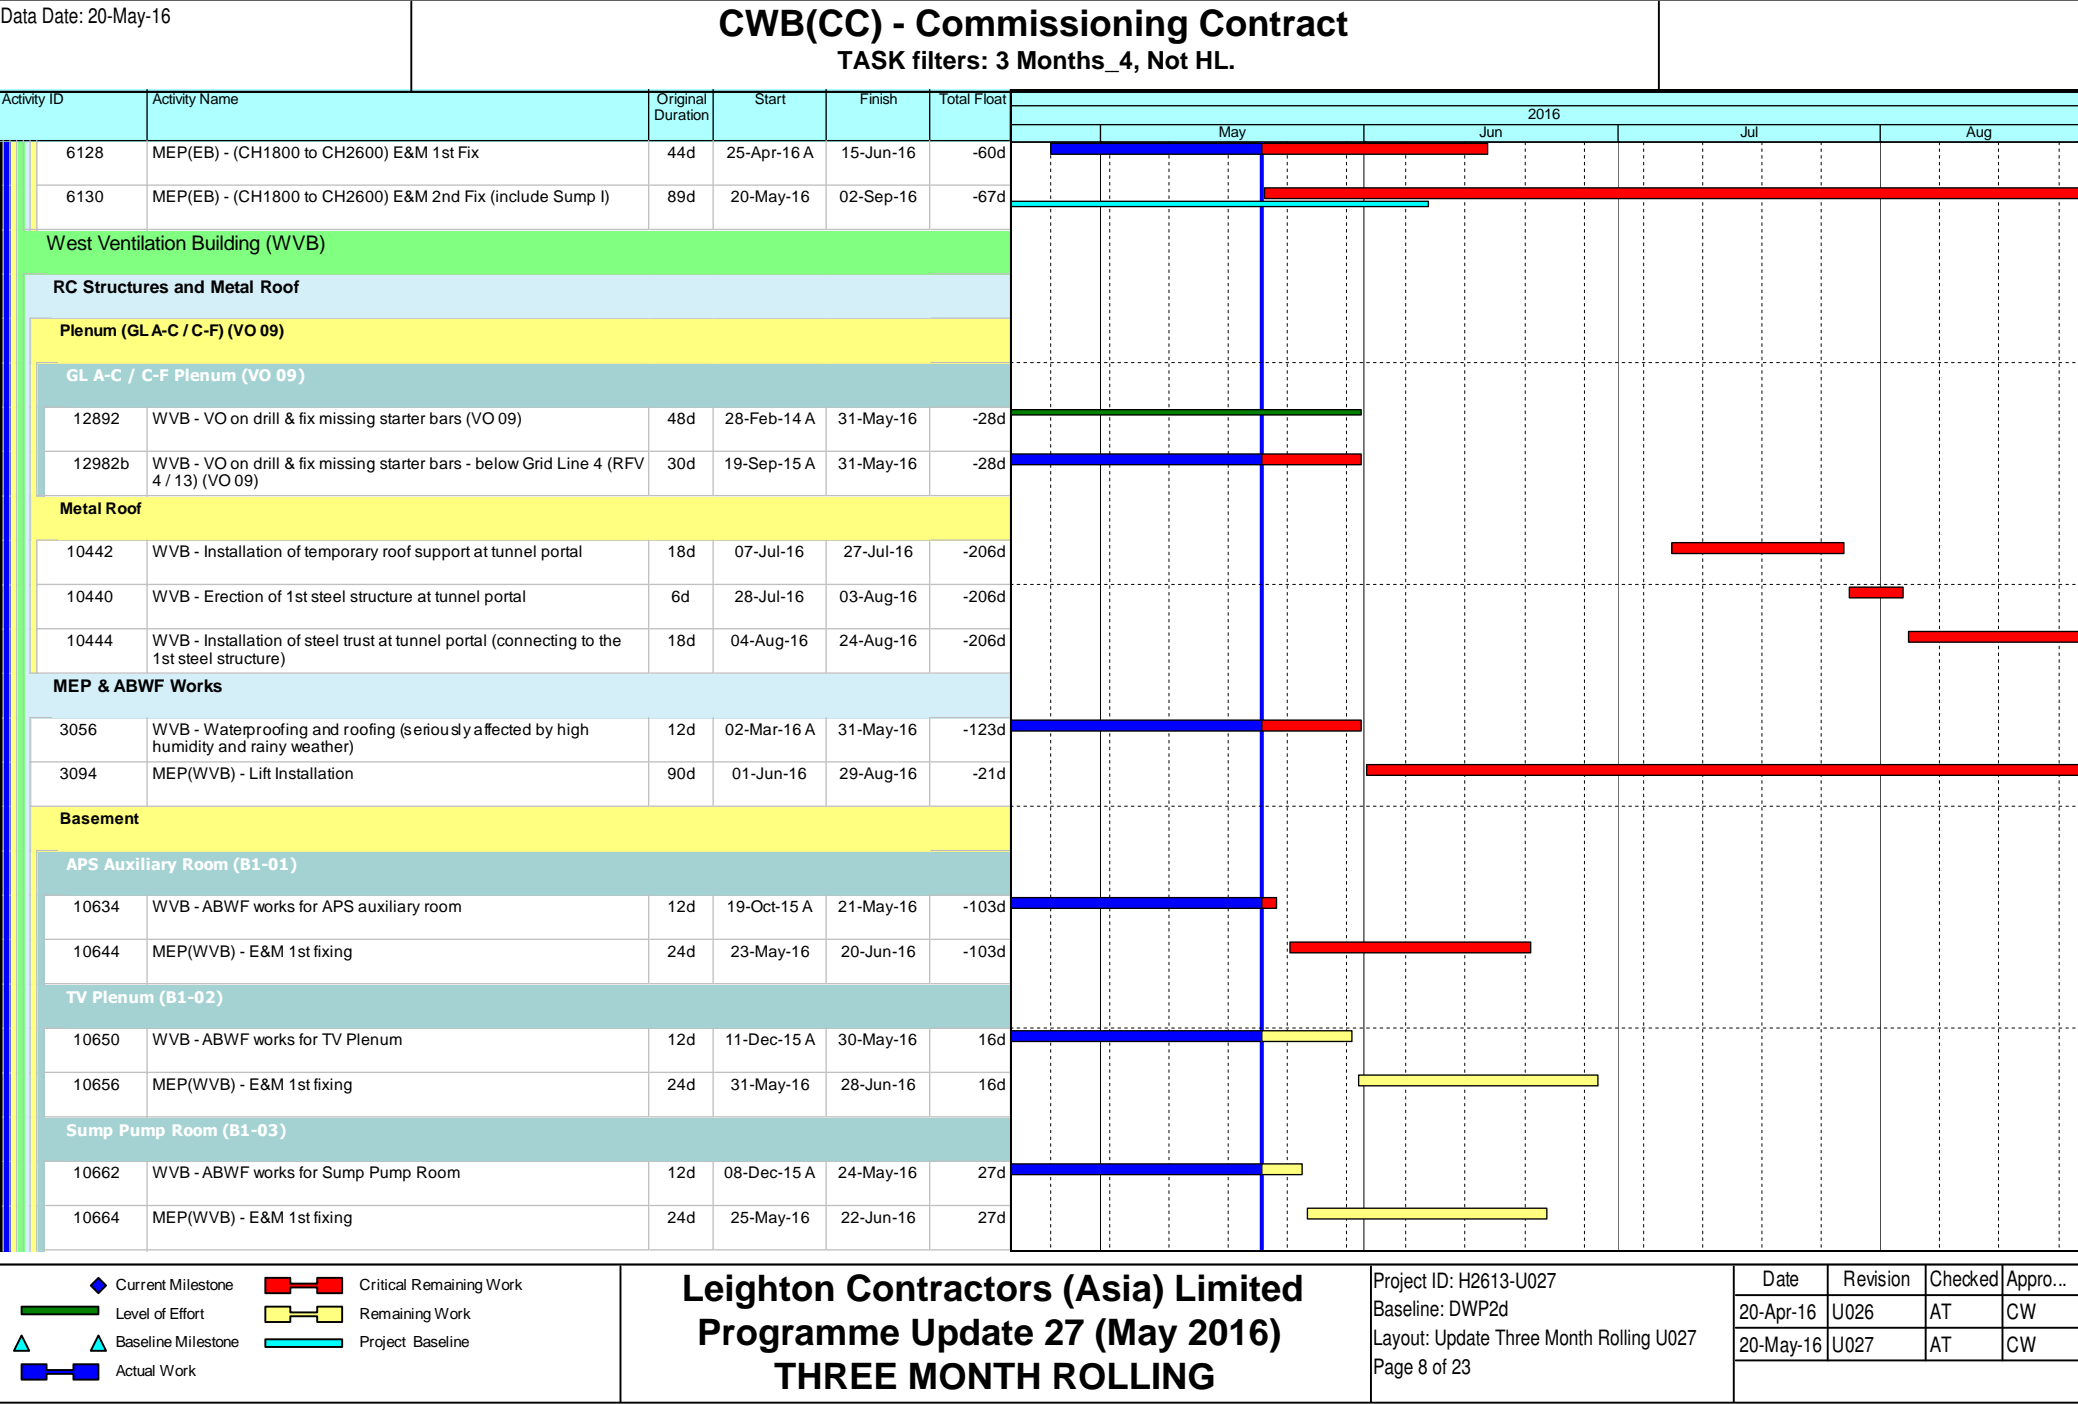 Data Date: 20-May-16
CWB(CC) - Commissioning Contract
TASK filters: 3 Months_4, Not HL.
Activity ID Activity Name Original Duration Start Finish Total Float
2016
May Jun Jul Aug
6128 MEP(EB) - (CH1800 to CH2600) E&M 1st Fix 44d 25-Apr-16 A 15-Jun-16 -60d
6130 MEP(EB) - (CH1800 to CH2600) E&M 2nd Fix (include Sump I) 89d 20-May-16 02-Sep-16 -67d
West Ventilation Building (WVB)
RC Structures and Metal Roof
Plenum (GL A-C / C-F) (VO 09)
GL A-C / C-F Plenum (VO 09)
12892 WVB - VO on drill & fix missing starter bars (VO 09) 48d 28-Feb-14 A 31-May-16 -28d
12982b WVB - VO on drill & fix missing starter bars - below Grid Line 4 (RFV 30d 19-Sep-15 A 31-May-16 -28d
4 / 13) (VO 09)
Metal Roof
10442 WVB - Installation of temporary roof support at tunnel portal 18d 07-Jul-16 27-Jul-16 -206d
10440 WVB - Erection of 1st steel structure at tunnel portal 6d 28-Jul-16 03-Aug-16 -206d
10444 WVB - Installation of steel trust at tunnel portal (connecting to the 18d 04-Aug-16 24-Aug-16 -206d
1st steel structure)
MEP & ABWF Works
3056 WVB - Waterproofing and roofing (seriously affected by high 12d 02-Mar-16 A 31-May-16 -123d
humidity and rainy weather)
3094 MEP(WVB) - Lift Installation 90d 01-Jun-16 29-Aug-16 -21d
Basement
APS Auxiliary Room (B1-01)
10634 WVB - ABWF works for APS auxiliary room 12d 19-Oct-15 A 21-May-16 -103d
10644 MEP(WVB) - E&M 1st fixing 24d 23-May-16 20-Jun-16 -103d
TV Plenum (B1-02)
10650 WVB - ABWF works for TV Plenum 12d 11-Dec-15 A 30-May-16 16d
10656 MEP(WVB) - E&M 1st fixing 24d 31-May-16 28-Jun-16 16d
Sump Pump Room (B1-03)
10662 WVB - ABWF works for Sump Pump Room 12d 08-Dec-15 A 24-May-16 27d
10664 MEP(WVB) - E&M 1st fixing 24d 25-May-16 22-Jun-16 27d
Current Milestone Critical Remaining Work
Level of Effort Remaining Work
Baseline Milestone Project Baseline
Actual Work
Leighton Contractors (Asia) Limited
Programme Update 27 (May 2016)
THREE MONTH ROLLING
Project ID: H2613-U027
Baseline: DWP2d
Layout: Update Three Month Rolling U027
Page 8 of 23
Date Revision Checked Appro...
20-Apr-16 U026 AT CW
20-May-16 U027 AT CW